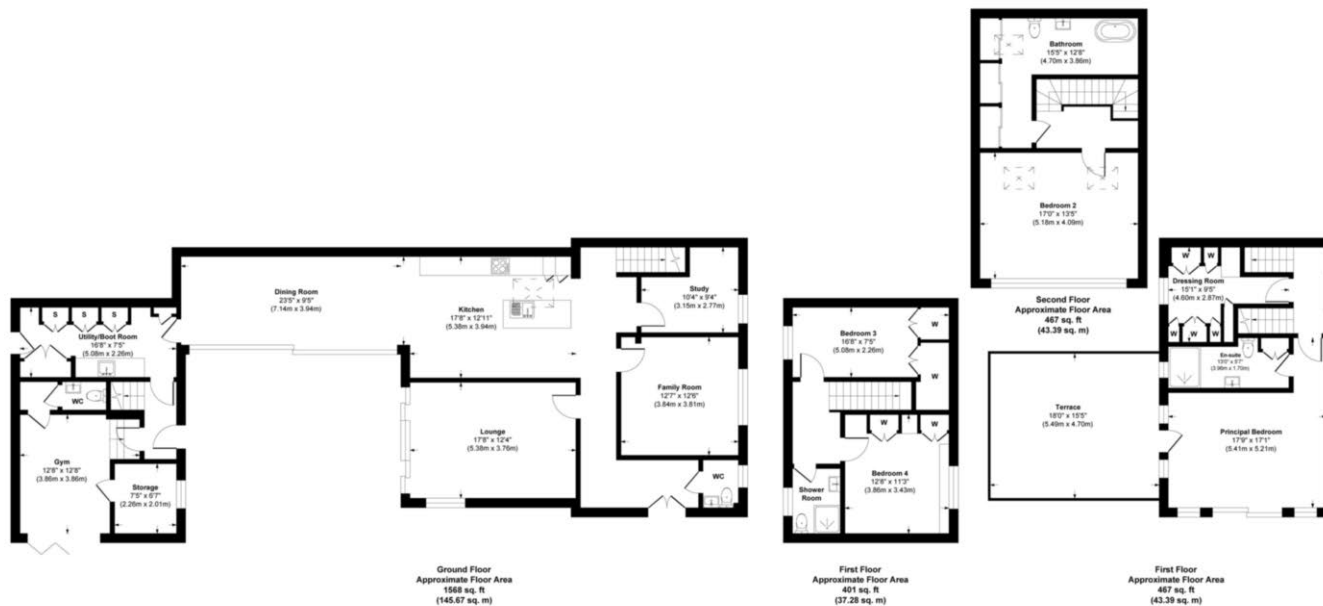 Bathroom
15'5" x 12'8"
(4.70m x 3.86m)
Bedroom 2
17'0" x 13'5"
(5.18m x 4.09m)
Second Floor
Approximate Floor Area
467 sq. ft
(43.39 sq. m)
Dining Room
23'5" x 9'5"
(7.14m x 3.94m)
Kitchen
17'8" x 12'11"
(5.38m x 3.94m)
Study
10'4" x 9'4"
(3.15m x 2.77m)
S
S
S
Utility/Boot Room
16'8" x 7'5"
(5.08m x 2.26m)
WC
Family Room
12'7" x 12'6"
(3.84m x 3.81m)
Lounge
17'8" x 12'4"
(5.38m x 3.76m)
Gym
12'8" x 12'8"
(3.86m x 3.86m)
Storage
7'5" x 6'7"
(2.26m x 2.01m)
WC
Ground Floor
Approximate Floor Area
1568 sq. ft
(145.67 sq. m)
Bedroom 3
16'8" x 7'5"
(5.08m x 2.26m)
W
W
W
W
Bedroom 4
12'8" x 11'3"
(3.86m x 3.43m)
Shower
Room
First Floor
Approximate Floor Area
401 sq. ft
(37.28 sq. m)
W
W
Dressing Room
15'1" x 9'5"
(4.60m x 2.87m)
W
W
W
En-suite
13'0" x 5'7"
(3.96m x 1.70m)
Terrace
18'0" x 15'5"
(5.49m x 4.70m)
Principal Bedroom
17'9" x 17'1"
(5.41m x 5.21m)
First Floor
Approximate Floor Area
467 sq. ft
(43.39 sq. m)